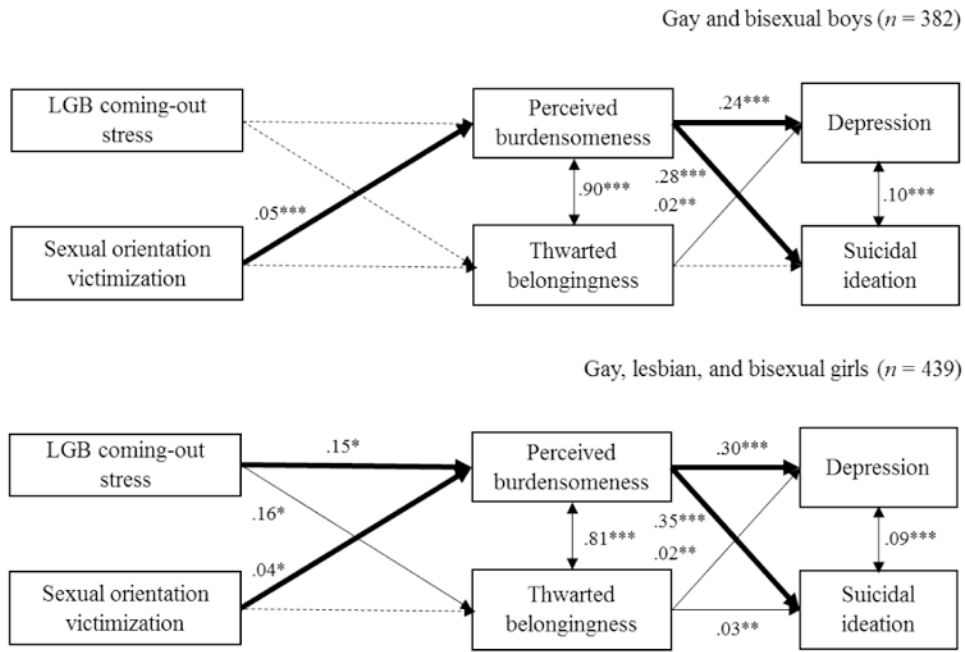 Gay and bisexual boys (n = 382)
LGB coming-out
stress
Perceived
burdensomeness
.24***
Depression
.05***
.90***
.28***
.02**
.10***
Sexual orientation
victimization
Thwarted
belongingness
Suicidal
ideation
Gay, lesbian, and bisexual girls (n = 439)
LGB coming-out
stress
.15*
Perceived
burdensomeness
.30***
Depression
.16*
.04*
.81***
.35***
.02**
.09***
Sexual orientation
victimization
Thwarted
belongingness
.03**
Suicidal
ideation